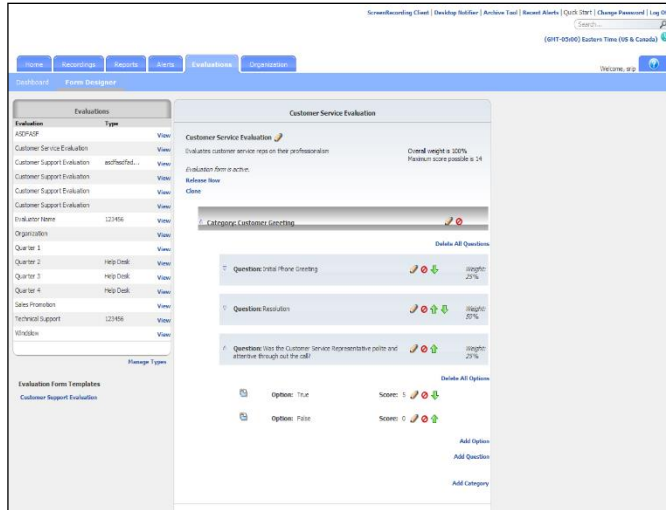 ScreenRecording Client | Desktop Notifier | Archive Tool | Recent Alerts | Quick Start | Change Password | Log
Search...
(GMT-05:00) Eastern Time (US & Canada)
Home Recordings Reports Alerts Evaluations Organization
Welcome,
Dashboard Form Designer
Evaluations
Evaluation Type
ASDFASF View
Customer Service Evaluation View
Customer Support Evaluation asdfasdfad... View
Customer Support Evaluation View
Customer Support Evaluation View
Customer Support Evaluation View
Evaluator Name 123456 View
Organization View
Quarter 1 View
Quarter 2 Help Desk View
Quarter 3 Help Desk View
Quarter 4 Help Desk View
Sales Promotion View
Technical Support 123456 View
Windslow View
Manage Types
Evaluation Form Templates
Customer Support Evaluation
Customer Service Evaluation
Customer Service Evaluation
Evaluates customer service reps on their professionalism
Overall weight is 100%
Maximum score possible is 14
Evaluation form is active.
Release Now
Clone
Category: Customer Greeting
Delete All Questions
Question: Initial Phone Greeting Weight:
25%
Question: Resolution Weight:
50%
Question: Was the Customer Service Representative polite and Weight:
attentive through out the call? 25%
Delete All Options
Option: True Score: 5
Option: False Score: 0
Add Option
Add Question
Add Category